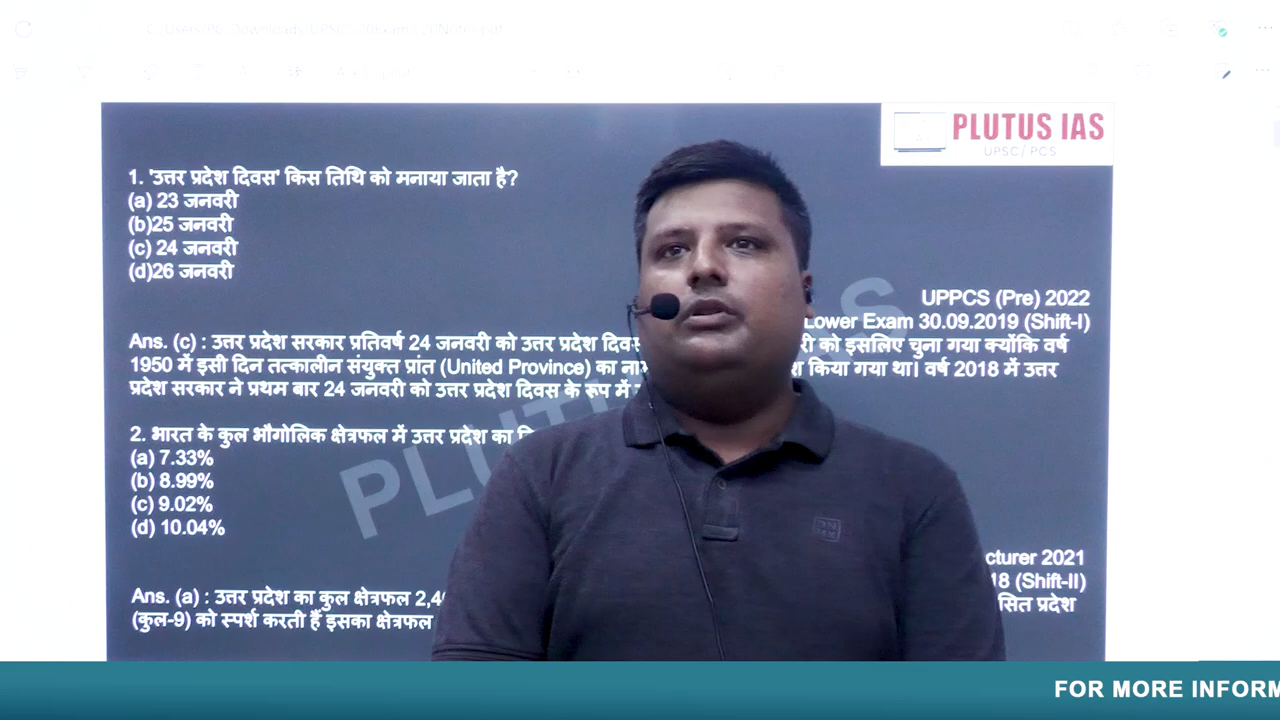 PLUTUS IAS
UPSC/ PCS
1. 'उत्तर प्रदेश दिवस' किस तिथि को मनाया जाता है?
(a) 23 जनवरी
(b)25 जनवरी
(c) 24 जनवरी
(d)26 जनवरी
UPPCS (Pre) 2022
Lower Exam 30.09.2019 (Shift-I)
Ans. (c) : उत्तर प्रदेश सरकार प्रतिवर्ष 24 जनवरी को उत्तर प्रदेश को इसलिए चुना गया क्योंकि वर्ष
1950 में इसी दिन तत्कालीन संयुक्त प्रांत (United Province) का किया गया था। वर्ष 2018 में उत्तर
प्रदेश सरकार ने प्रथम बार 24 जनवरी को उत्तर प्रदेश दिवस के रूप में
2. भारत के कुल भौगोलिक क्षेत्रफल में उत्तर प्रदेश का
(a) 7.33%
(b) 8.99%
(c) 9.02%
(d) 10.04%
cturer 2021
18 (Shift-II)
Ans. (a) : उत्तर प्रदेश का कुल क्षेत्रफल 2,4 सित प्रदेश
(कुल-9) को स्पर्श करती हैं इसका क्षेत्रफल
FOR MORE INFORM